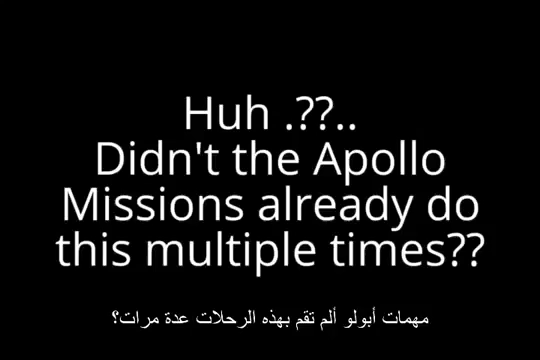 Huh .??..
Didn't the Apollo
Missions already do
this multiple times??
مهمات أبولو ألم تقم بهذه الرحلات عدة مرات؟